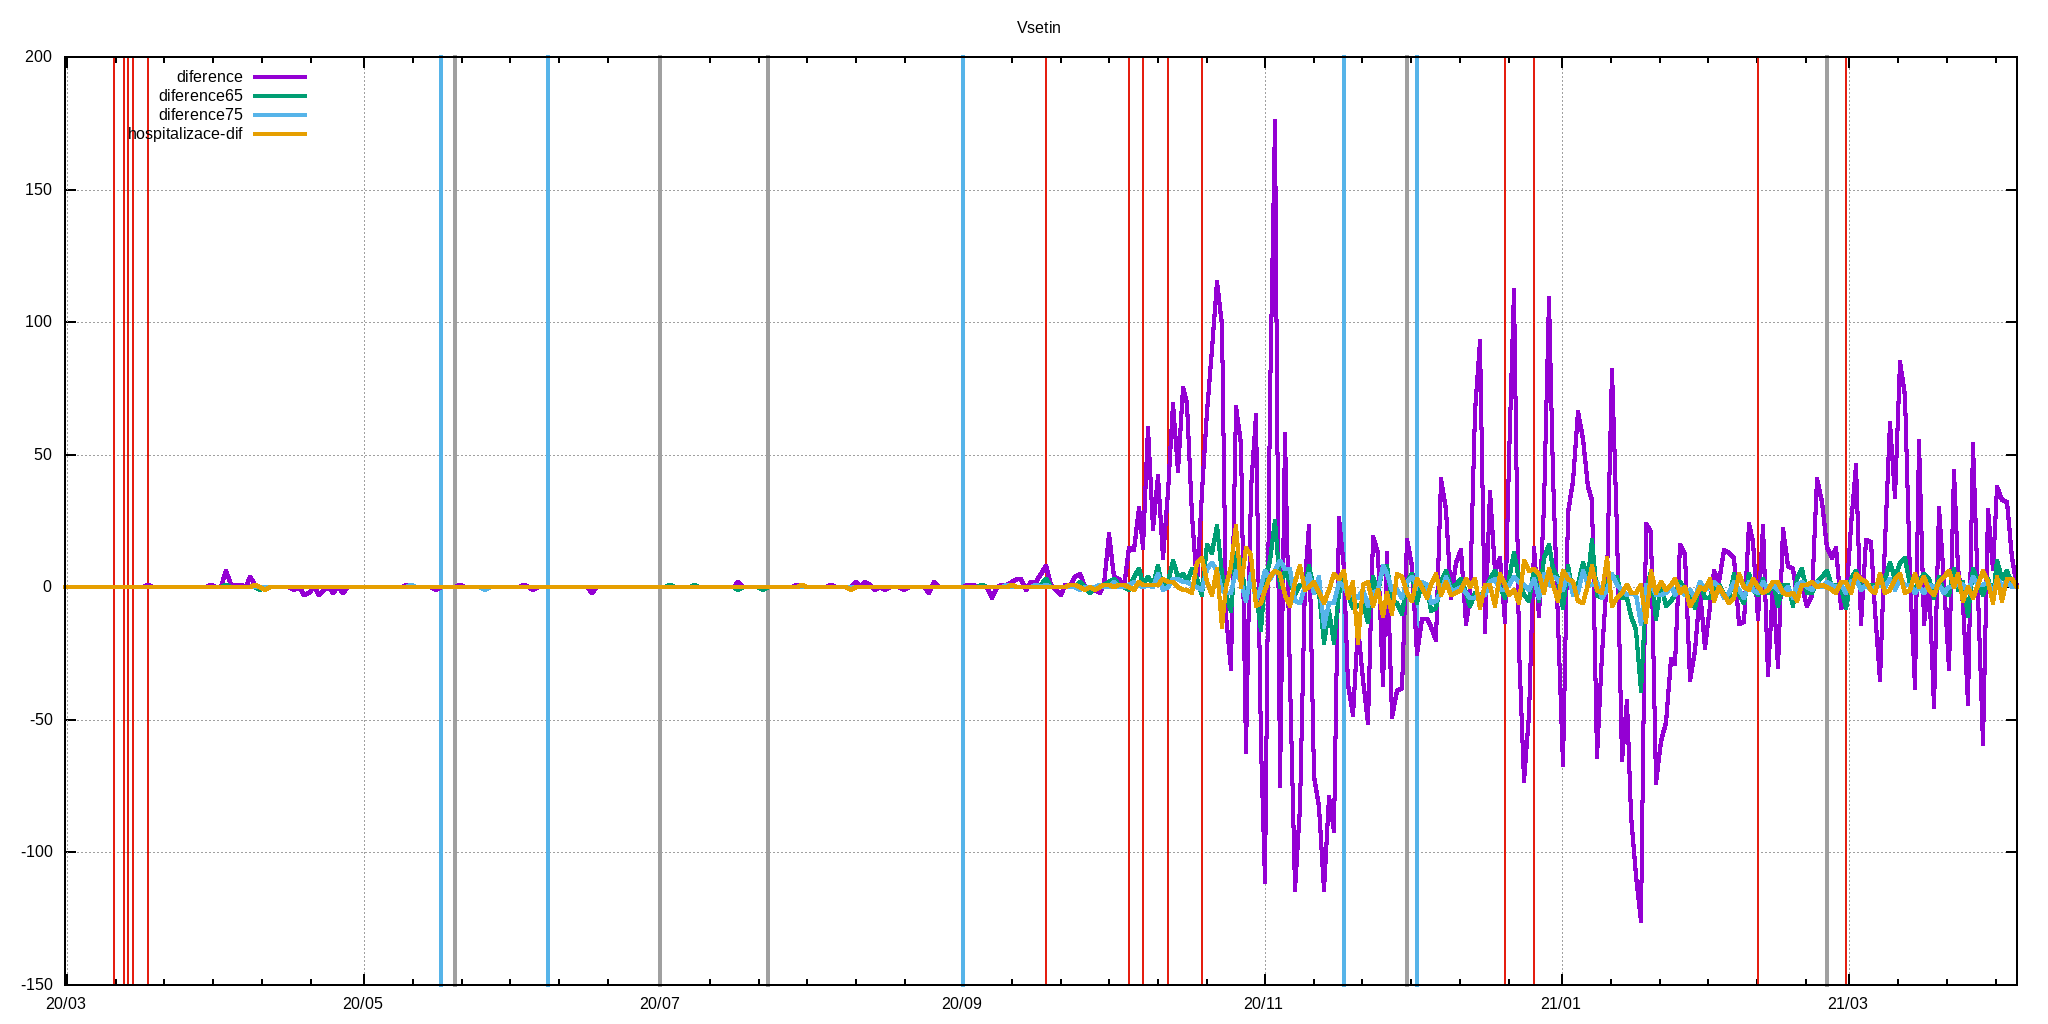 Vsetin
200
150
100
50
0
-50
-100
-150
diference
diference65
diference75
hospitalizace-dif
20/03 20/05 20/07 20/09 20/11 21/01 21/03